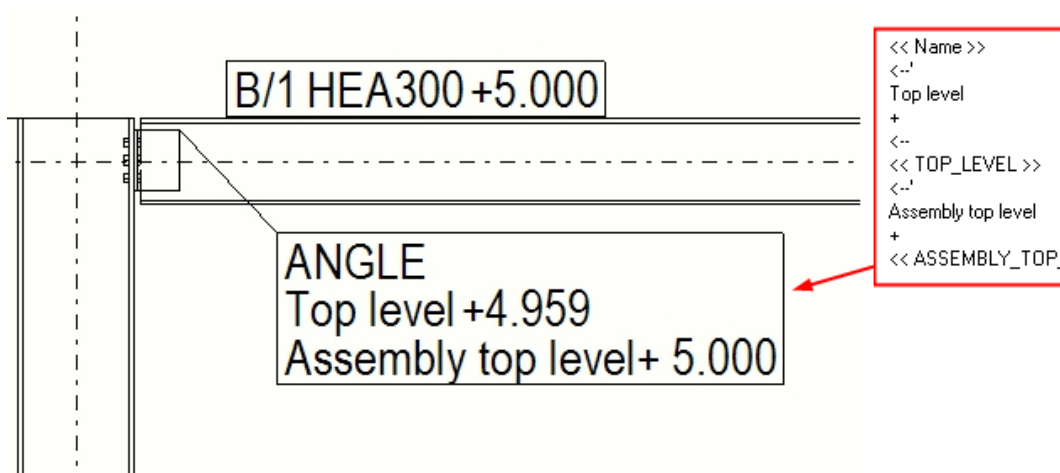 B/1 HEA300 +5.000
ANGLE
Top level +4.959
Assembly top level+ 5.000
<< Name >>
<--'
Top level
+
<--
<< TOP_LEVEL >>
<--'
Assembly top level
+
<< ASSEMBLY_TOP_